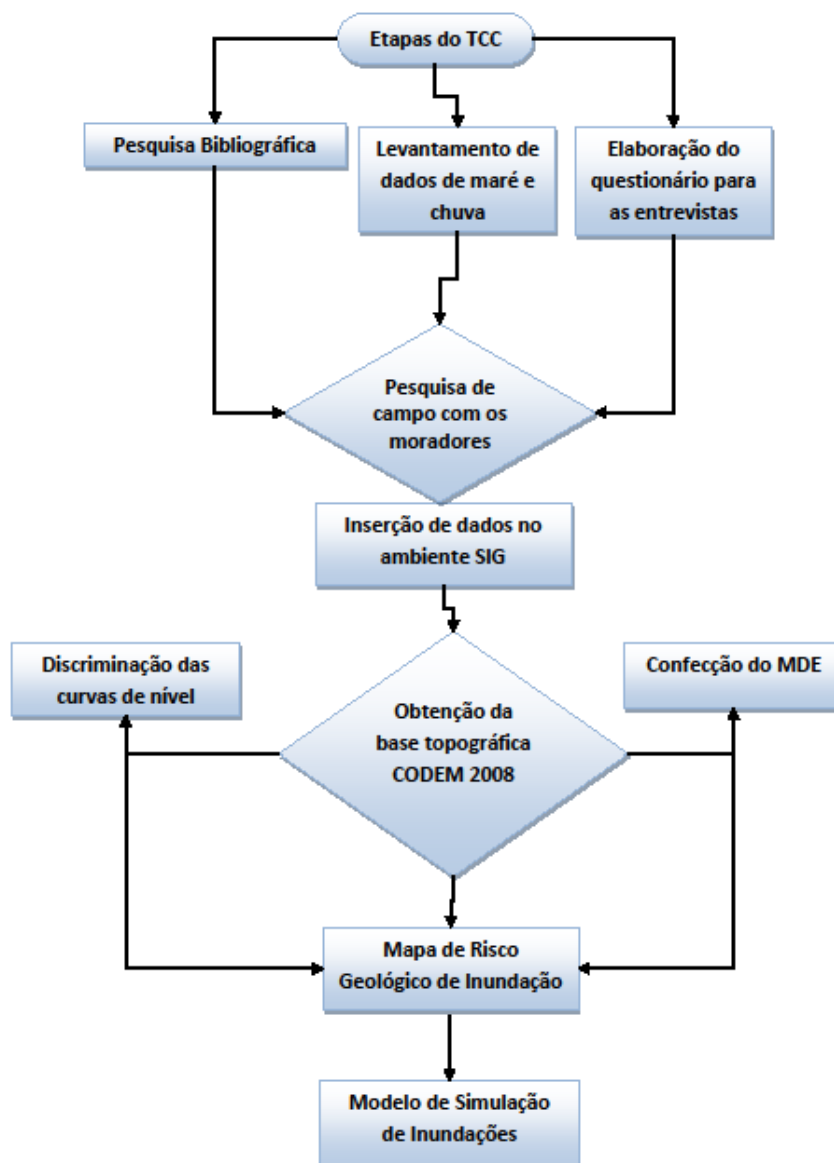 Etapas do TCC
Pesquisa Bibliográfica
Levantamento de
dados de maré e
chuva
Elaboração do
questionário para
as entrevistas
Pesquisa de
campo com os
moradores
Inserção de dados no
ambiente SIG
Discriminação das
curvas de nível
Obtenção da
base topográfica
CODEM 2008
Confecção do MDE
Mapa de Risco
Geológico de Inundação
Modelo de Simulação
de Inundações